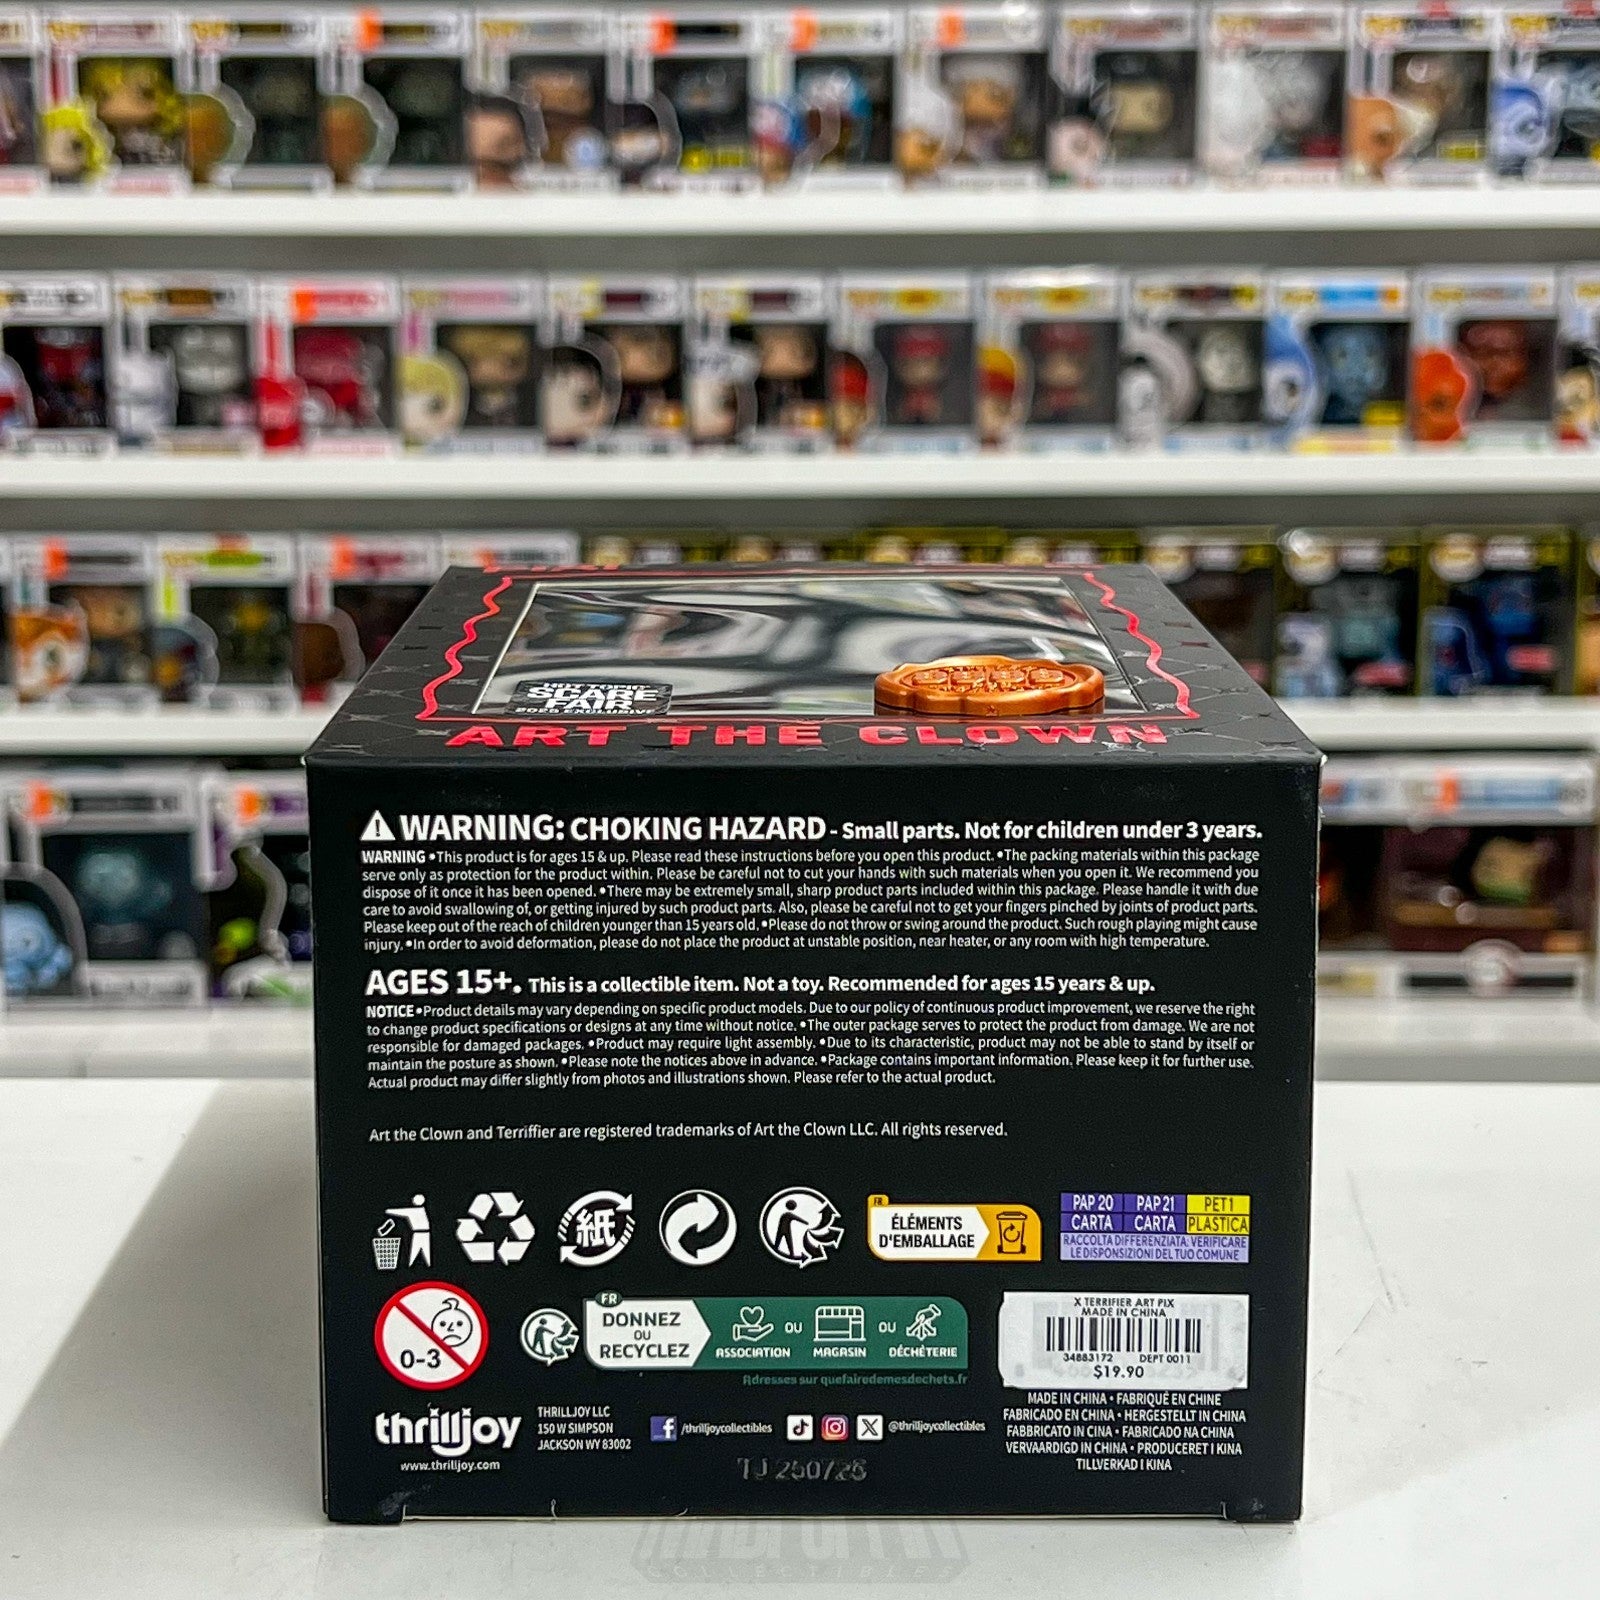 HOT TOPIC
SCARE
FAIR
2025 EXCLUSIVE
ART THE CLOWN
WARNING: CHOKING HAZARD - Small parts. Not for children under 3 years.
WARNING •This product is for ages 15 & up. Please read these instructions before you open this product. •The packing materials within this package
serve only as protection for the product within. Please be careful not to cut your hands with such materials when you open it. We recommend you
dispose of it once it has been opened. •There may be extremely small, sharp product parts included within this package. Please handle it with due
care to avoid swallowing of, or getting injured by such product parts. Also, please be careful not to get your fingers pinched by joints of product parts.
Please keep out of the reach of children younger than 15 years old. •Please do not throw or swing around the product. Such rough playing might cause
injury. •In order to avoid deformation, please do not place the product at unstable position, near heater, or any room with high temperature.
AGES 15+. This is a collectible item. Not a toy. Recommended for ages 15 years & up.
NOTICE •Product details may vary depending on specific product models. Due to our policy of continuous product improvement, we reserve the right
to change product specifications or designs at any time without notice. •The outer package serves to protect the product from damage. We are not
responsible for damaged packages. •Product may require light assembly. •Due to its characteristic, product may not be able to stand by itself or
maintain the posture as shown. •Please note the notices above in advance. •Package contains important information. Please keep it for further use.
Actual product may differ slightly from photos and illustrations shown. Please refer to the actual product.
Art the Clown and Terriffier are registered trademarks of Art the Clown LLC. All rights reserved.
紙
FR
ÉLÉMENTS
D'EMBALLAGE
PAP 20 PAP 21 PET 1
CARTA CARTA PLASTICA
RACCOLTA DIFFERENZIATA: VERIFICARE
LE DISPOSIZIONI DEL TUO COMUNE
0-3
FR
DONNEZ
OU
RECYCLEZ
ASSOCIATION OU MAGASIN OU DÉCHÈTERIE
Adresses sur quefairedemesdechets.fr
X TERRIFIER ART PIX
MADE IN CHINA
34883172 DEPT 0011
$19.90
MADE IN CHINA • FABRIQUÉ EN CHINE
FABRICADO EN CHINA • HERGESTELLT IN CHINA
FABBRICATO IN CINA • FABRICADO NA CHINA
VERVAARDIGD IN CHINA • PRODUCERET I KINA
TILLVERKAD I KINA
thrilljoy
www.thrilljoy.com
THRILLJOY LLC
150 W SIMPSON
JACKSON WY 83002
/thrilljoycollectibles
@thrilljoycollectibles
TJ 250726
COLLECTIBLES